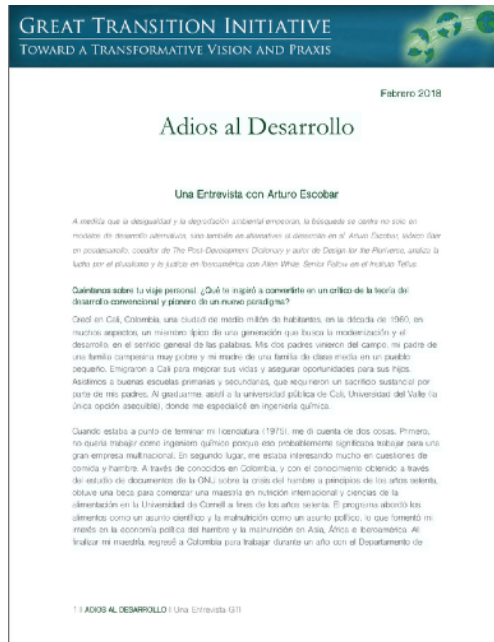 GREAT TRANSITION INITIATIVE
TOWARD A TRANSFORMATIVE VISION AND PRAXIS
Febrero 2018
Adios al Desarrollo
Una Entrevista con Arturo Escobar
A medida que la desigualdad y la degradación ambiental empeoran, la búsqueda se centra no solo en
modelos de desarrollo alternativos, sino también en alternativas al desarrollo en sí. Arturo Escobar, teórico líder
en postdesarrollo, coeditor de The Post-Development Dictionary y autor de Design for the Pluriverse, analiza la
lucha por el pluralismo y la justicia en Iberoamérica con Allen White, Senior Fellow en el Instituto Tellus.
Cuéntanos sobre tu viaje personal. ¿Qué te inspiró a convertirte en un crítico de la teoría del
desarrollo convencional y pionero de un nuevo paradigma?
Crecí en Cali, Colombia, una ciudad de medio millón de habitantes, en la década de 1960, en
muchos aspectos, un miembro típico de una generación que busca la modernización y el
desarrollo, en el sentido general de las palabras. Mis dos padres vinieron del campo, mi padre de
una familia campesina muy pobre y mi madre de una familia de clase media en un pueblo
pequeño. Emigraron a Cali para mejorar sus vidas y asegurar oportunidades para sus hijos.
Asistimos a buenas escuelas primarias y secundarias, que requirieron un sacrificio sustancial por
parte de mis padres. Al graduarme, asistí a la universidad pública de Cali, Universidad del Valle (la
única opción asequible), donde me especialicé en ingeniería química.
Cuando estaba a punto de terminar mi licenciatura (1975), me di cuenta de dos cosas. Primero,
no quería trabajar como ingeniero químico porque eso probablemente significaba trabajar para una
gran empresa multinacional. En segundo lugar, me estaba interesando mucho en cuestiones de
comida y hambre. A través de conocidos en Colombia, y con el conocimiento obtenido a través
del estudio de documentos de la ONU sobre la crisis del hambre a principios de los años setenta,
obtuve una beca para comenzar una maestría en nutrición internacional y ciencias de la
alimentación en la Universidad de Cornell a fines de los años setenta. El programa abordó los
alimentos como un asunto científico y la malnutrición como un asunto político, lo que fomentó mi
interés en la economía política del hambre y la malnutrición en Asia, África e Iberoamérica. Al
finalizar mi maestría, regresé a Colombia para trabajar durante un año con el Departamento de
1 | ADIOS AL DESARROLLO | Una Entrevista GTI